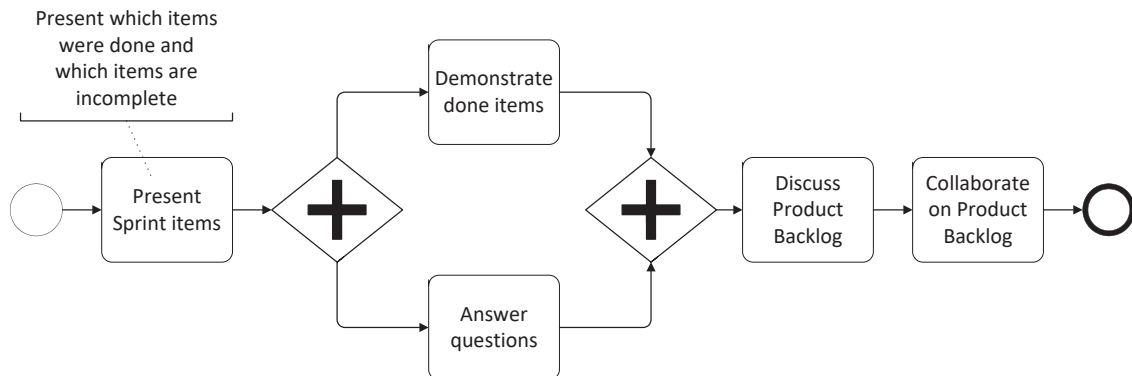 Present which items
were done and
which items are
incomplete
Present
Sprint items
Demonstrate
done items
Answer
questions
Discuss
Product
Backlog
Collaborate
on Product
Backlog